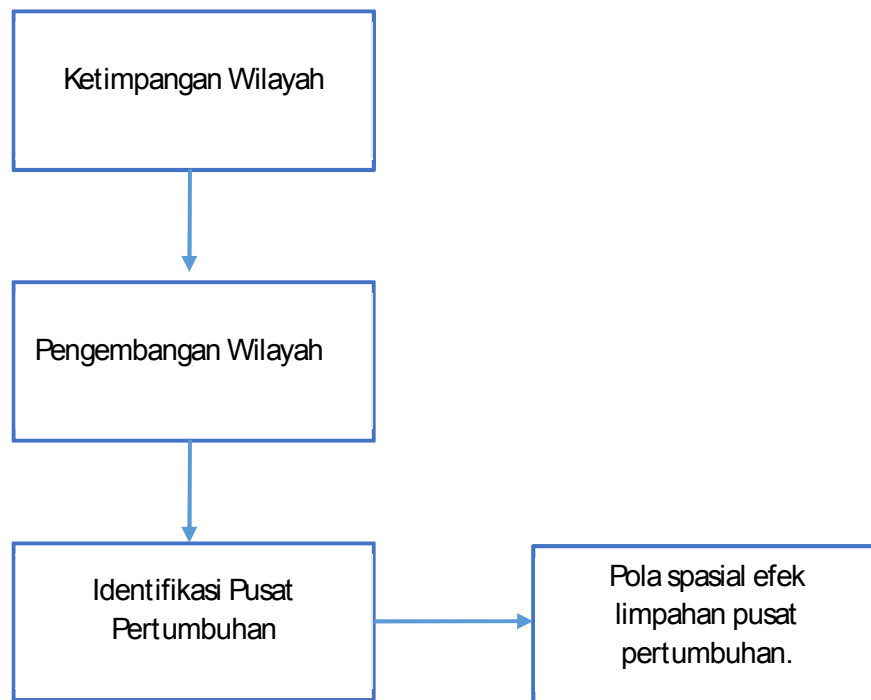 Ketimpangan Wilayah
Pengembangan Wilayah
Identifikasi Pusat
Pertumbuhan
Pola spasial efek
limpahan pusat
pertumbuhan.